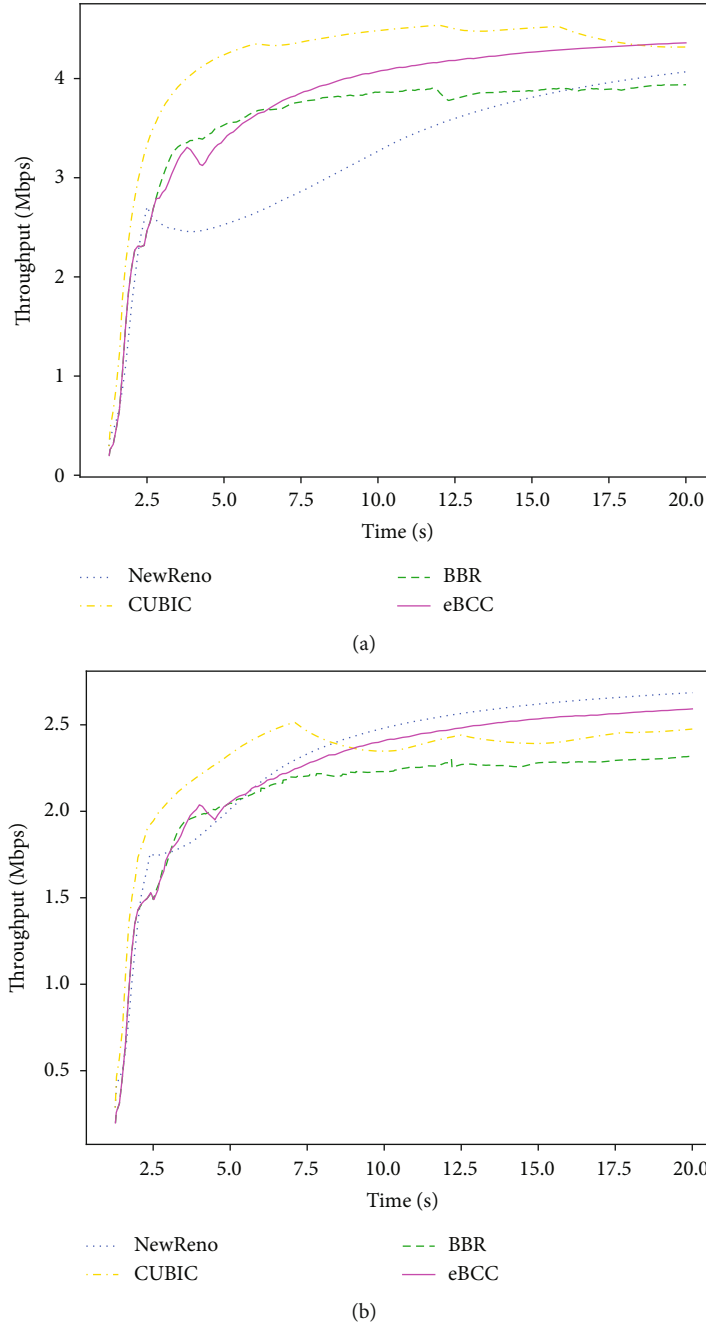 4
3
2
1
0
Throughput (Mbps)
2.5 5.0 7.5 10.0 12.5 15.0 17.5 20.0
Time (s)
NewReno BBR
CUBIC eBCC
(a)
2.5
2.0
1.5
1.0
0.5
Throughput (Mbps)
2.5 5.0 7.5 10.0 12.5 15.0 17.5 20.0
Time (s)
NewReno BBR
CUBIC eBCC
(b)